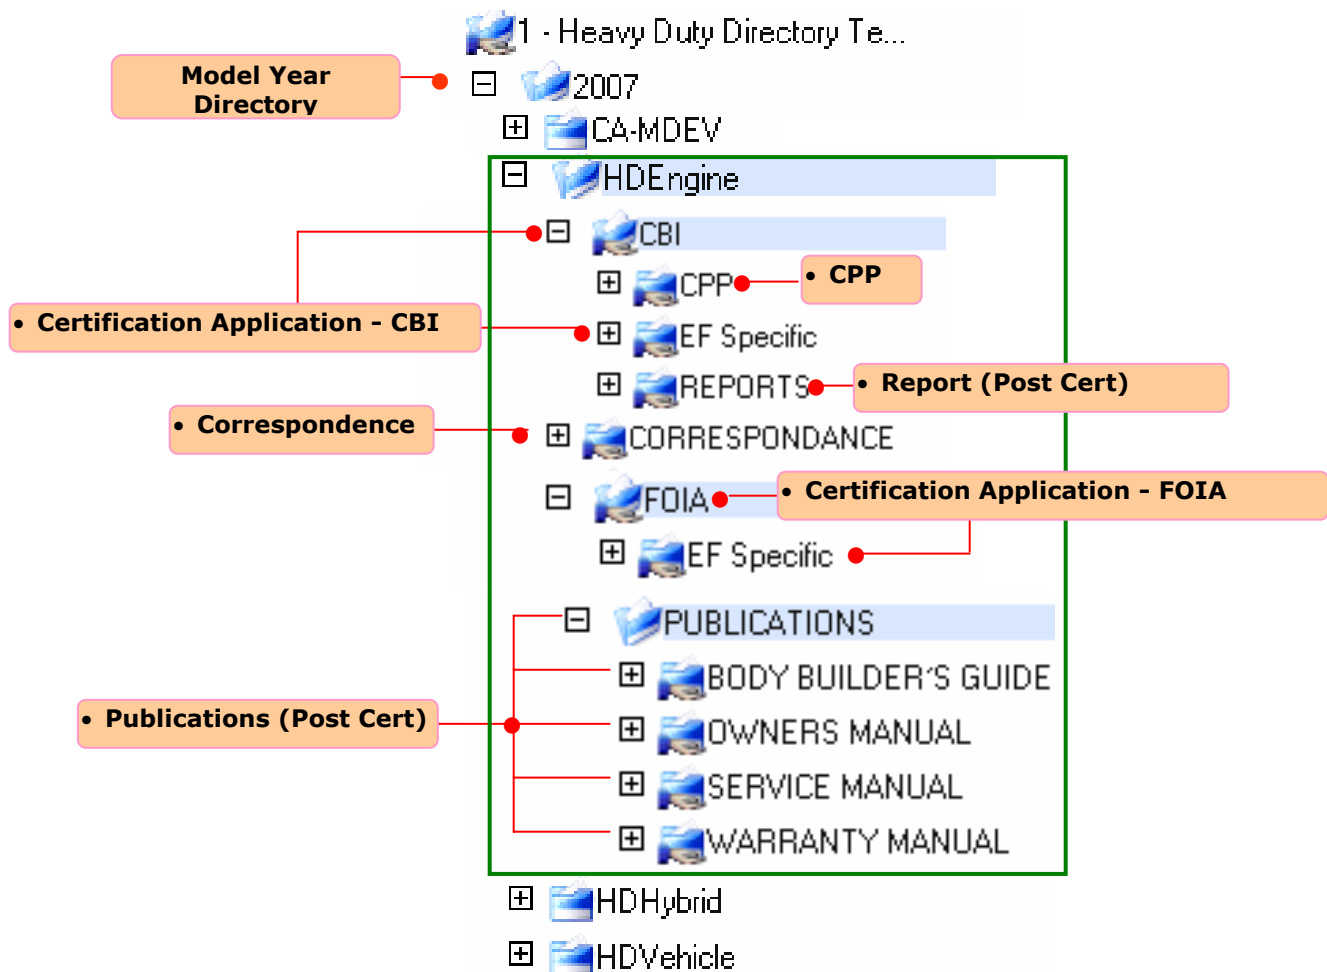 1 - Heavy Duty Directory Te...
Model Year
Directory
2007
CA-MDEV
HDEngine
CBI
CPP
• CPP
• Certification Application - CBI
EF Specific
REPORTS
• Report (Post Cert)
• Correspondence
CORRESPONDANCE
FOIA
• Certification Application - FOIA
EF Specific
PUBLICATIONS
BODY BUILDER'S GUIDE
• Publications (Post Cert)
OWNERS MANUAL
SERVICE MANUAL
WARRANTY MANUAL
HDHybrid
HDVehicle